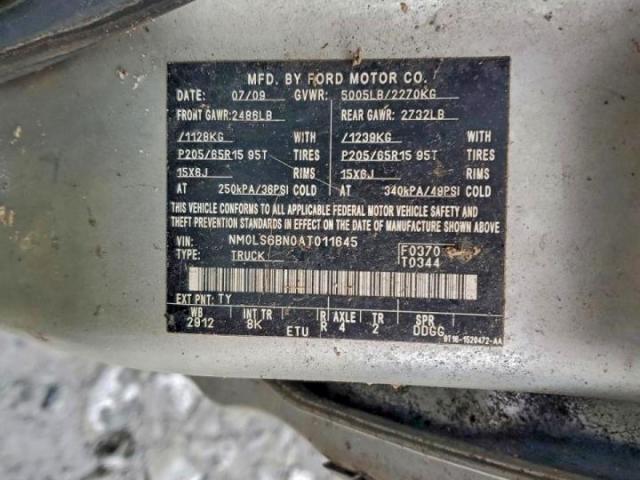 MFD. BY FORD MOTOR CO.
DATE: 07/09 GVWR: 5005LB/2270KG
FRONT GAWR:2486LB REAR GAWR: 2732LB
/1128KG WITH /1239KG WITH
P205/65R15 95T TIRES P205/65R15 95T TIRES
15X6J RIMS 15X6J RIMS
AT 250kPA/36PSI COLD AT 340kPA/49PSI COLD
THIS VEHICLE CONFORMS TO ALL APPLICABLE FEDERAL MOTOR VEHICLE SAFETY AND
THEFT PREVENTION STANDARDS IN EFFECT ON THE DATE OF MANUFACTURE SHOWN ABOVE.
VIN: NM0LS6BN0AT011645 F0370
TYPE: TRUCK T0344
EXT PNT: TY
WB INT TR R AXLE TR SPR
2912 8K R 4 2 DDGG
ETU
9T16-1520472-AA